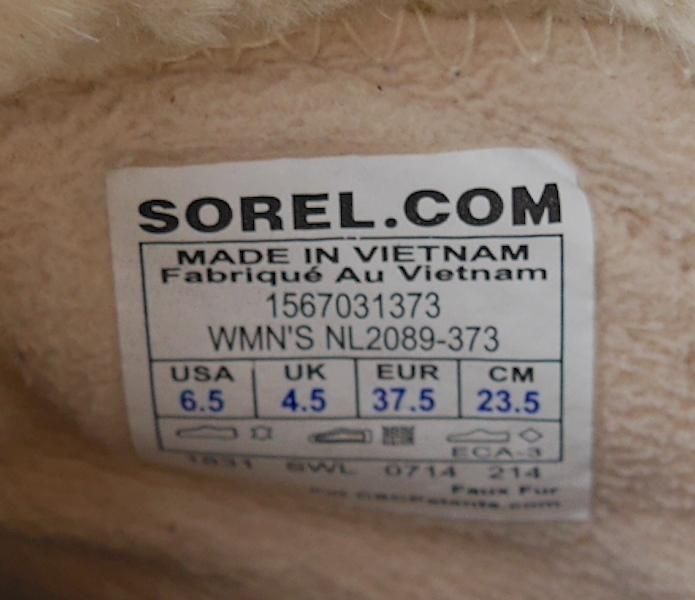 SOREL.COM
MADE IN VIETNAM
Fabriqué Au Vietnam
1567031373
WMN'S NL2089-373
USA UK EUR CM
6.5 4.5 37.5 23.5
ECA-3
1831 SWL 0714 214
Faux Fur